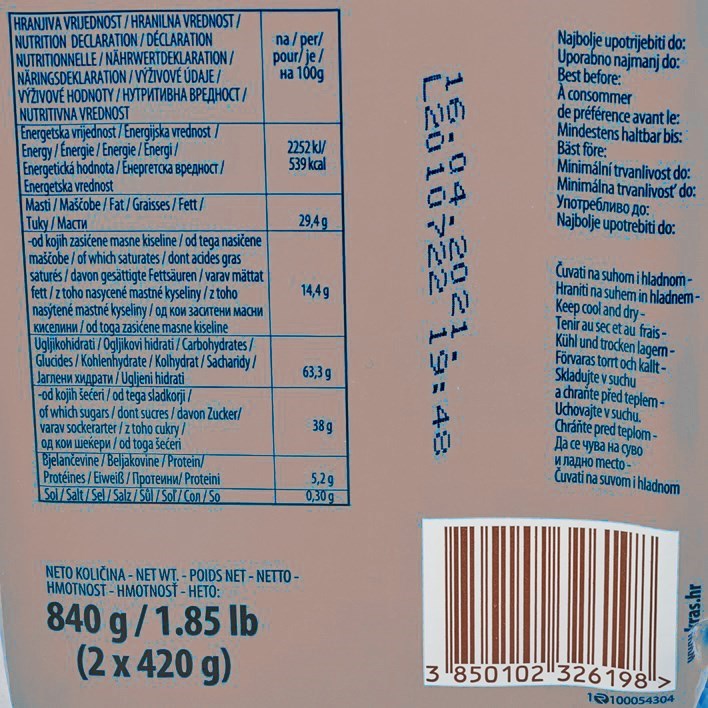 HRANJIVA VRIJEDNOST / HRANILNA VREDNOST /
NUTRITION DECLARATION / DÉCLARATION
NUTRITIONNELLE / NÄHRWERTDEKLARATION /
NÄRINGSDEKLARATION / VÝŽIVOVÉ ÚDAJE /
VÝŽIVOVÉ HODNOTY / НУТРИТИВНА ВРЕДНОСТ /
NUTRITIVNA VREDNOST
na / per/
pour/ je /
на 100g
Energetska vrijednost / Energijska vrednost /
Energy / Énergie / Energie / Energi /
Energetická hodnota / Енергетска вредност /
Energetska vrednost
2252 kJ/
539 kcal
Masti / Maščobe / Fat / Graisses / Fett /
Tuky / Масти
29,4 g
-od kojih zasićene masne kiseline / od tega nasičene
maščobe / of which saturates / dont acides gras
saturés / davon gesättigte Fettsäuren / varav mättat
fett / z toho nasycené mastné kyseliny / z toho
nasýtené mastné kyseliny / од кои заситени масни
киселини / od toga zasićene masne kiseline
14,4 g
Ugljikohidrati / Ogljikovi hidrati / Carbohydrates /
Glucides / Kohlenhydrate / Kolhydrat / Sacharidy /
Јаглени хидрати / Ugljeni hidrati
63,3 g
-od kojih šećeri / od tega sladkorji /
of which sugars / dont sucres / davon Zucker/
varav sockerarter / z toho cukry /
од кои шеќери / od toga šećeri
38 g
Bjelančevine / Beljakovine / Protein/
Protéines / Eiweiß / Протеини/ Proteini
5,2 g
Sol / Salt / Sel / Salz / Sůl / Soľ / Сол / So
0,30 g
NETO KOLIČINA - NET WT. - POIDS NET - NETTO -
HMOTNOST - HMOTNOSŤ - НЕТО:
840 g / 1.85 lb
(2 x 420 g)
16.04.2021.
L20107>22 19:48
Najbolje upotrijebiti do:
Uporabno najmanj do:
Best before:
À consommer
de préférence avant le:
Mindestens haltbar bis:
Bäst före:
Minimální trvanlivost do:
Minimálna trvanlivosť do:
Употребливо до:
Najbolje upotrebiti do:
Čuvati na suhom i hladnom -
Hraniti na suhem in hladnem -
Keep cool and dry -
Tenir au sec et au frais -
Kühl und trocken lagern -
Förvaras torrt och kallt -
Skladujte v suchu
a chraňte před teplem -
Uchovajte v suchu.
Chráňte pred teplom -
Да се чува на суво
и ладно место -
Čuvati na suvom i hladnom
3 850102 326198 >
100054304
kras.hr